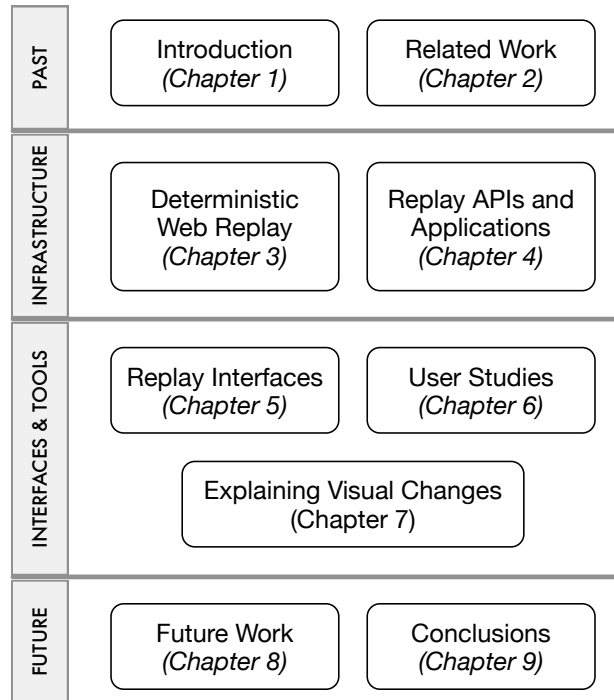 PAST
Introduction
(Chapter 1)
Related Work
(Chapter 2)
INFRASTRUCTURE
Deterministic
Web Replay
(Chapter 3)
Replay APIs and
Applications
(Chapter 4)
INTERFACES & TOOLS
Replay Interfaces
(Chapter 5)
User Studies
(Chapter 6)
Explaining Visual Changes
(Chapter 7)
FUTURE
Future Work
(Chapter 8)
Conclusions
(Chapter 9)